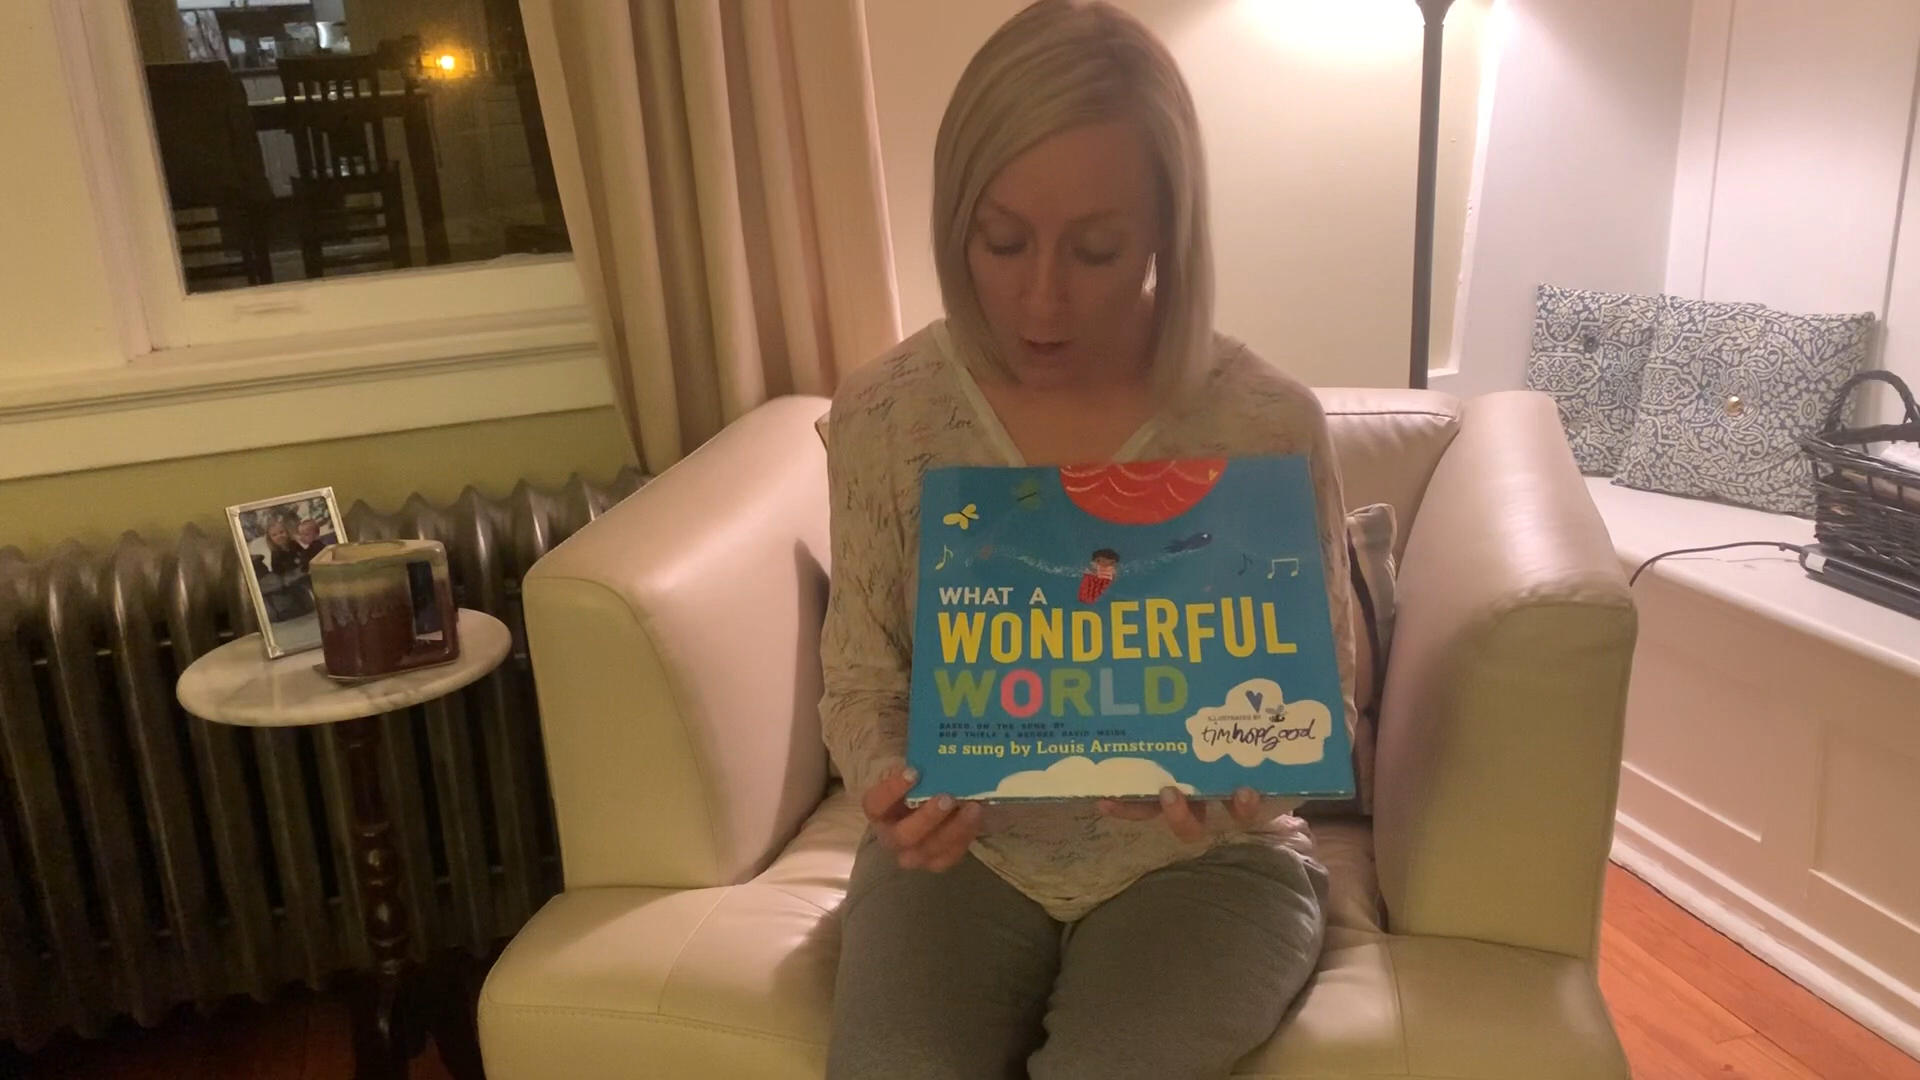 WHAT A
WONDERFUL
WORLD
BASED ON THE SONG BY
BOB THIELE & GEORGE DAVID WEISS
as sung by Louis Armstrong
ILLUSTRATED BY
timhopgood
love